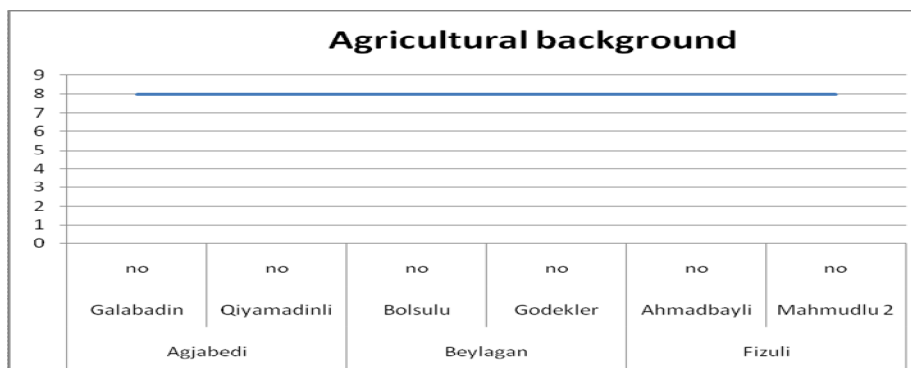 Agricultural background
9
8
7
6
5
4
3
2
1
0
no no no no no no
Galabadin Qiyamadinli Bolsulu Godekler Ahmadbayli Mahmudlu 2
Agjabedi Beylagan Fizuli